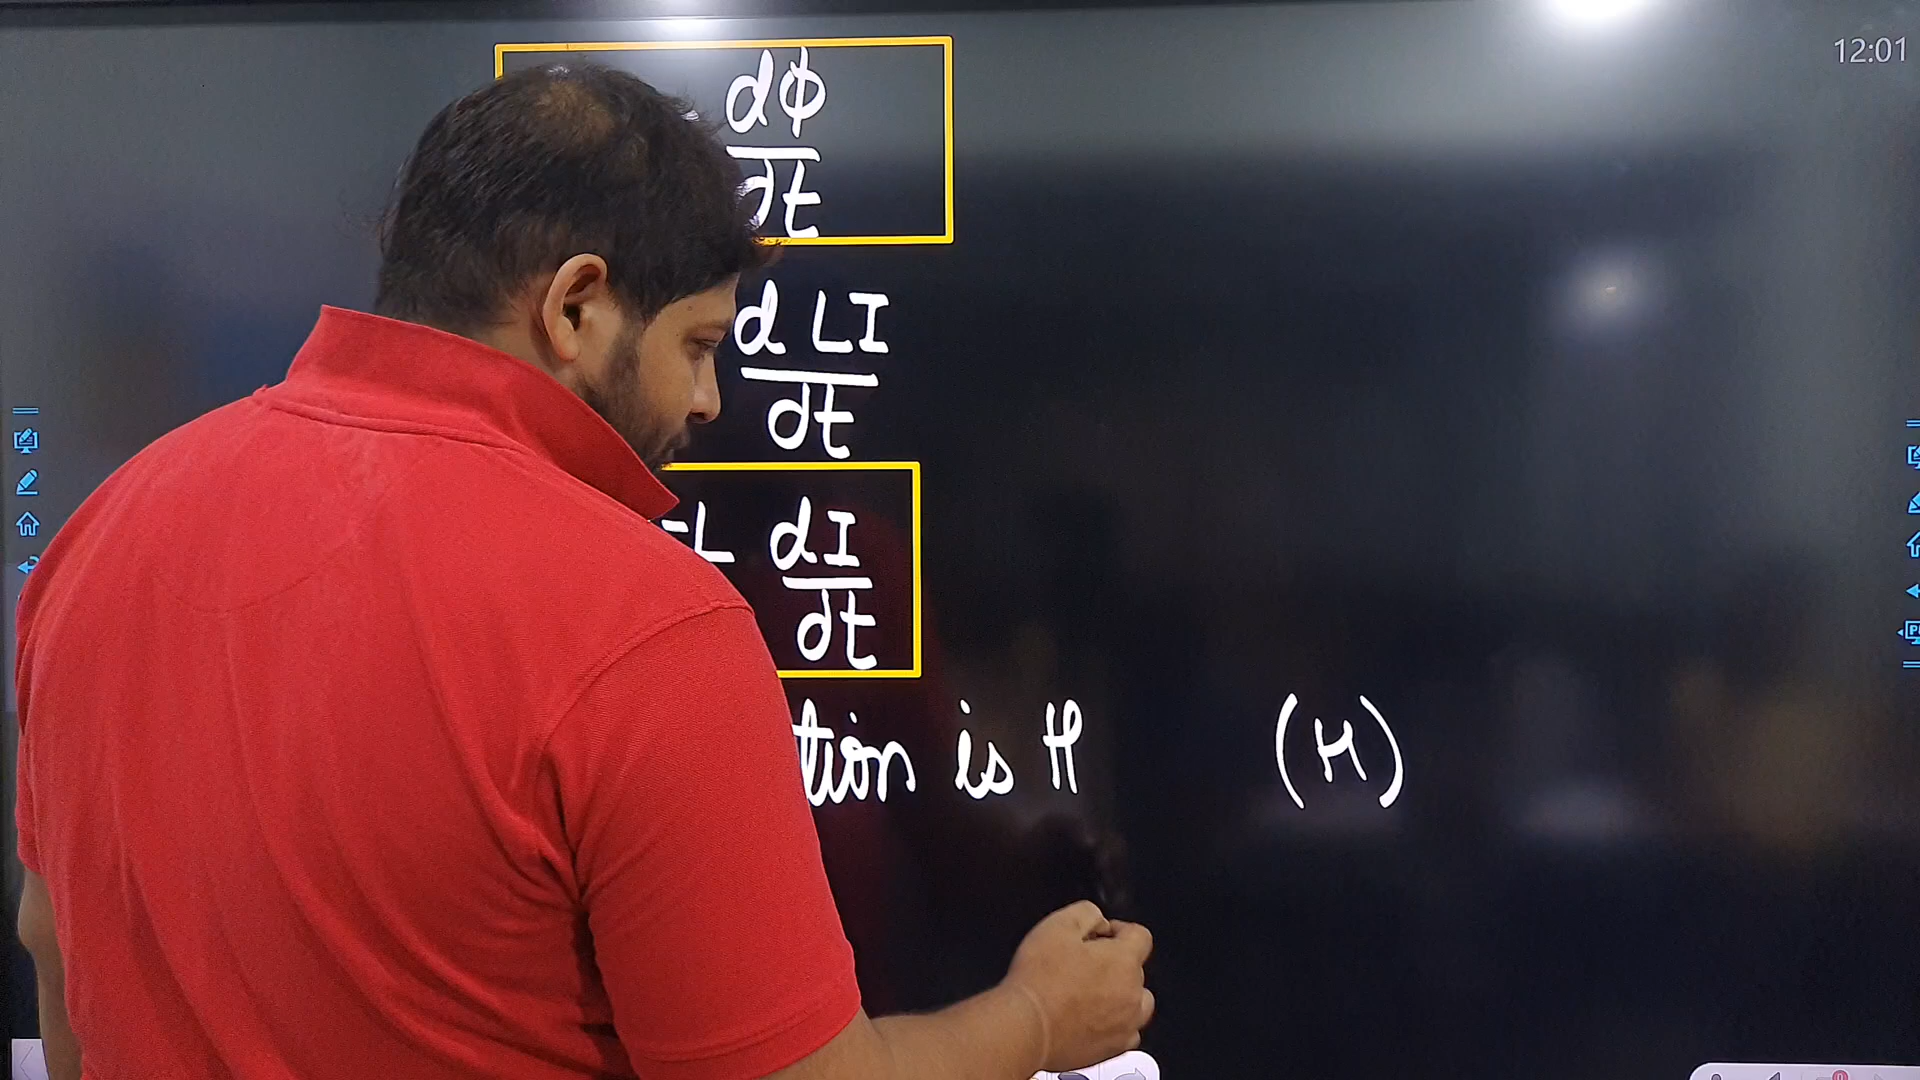 12:01
dϕ
dt
d LI
dt
=L dI
dt
tion is H (H)